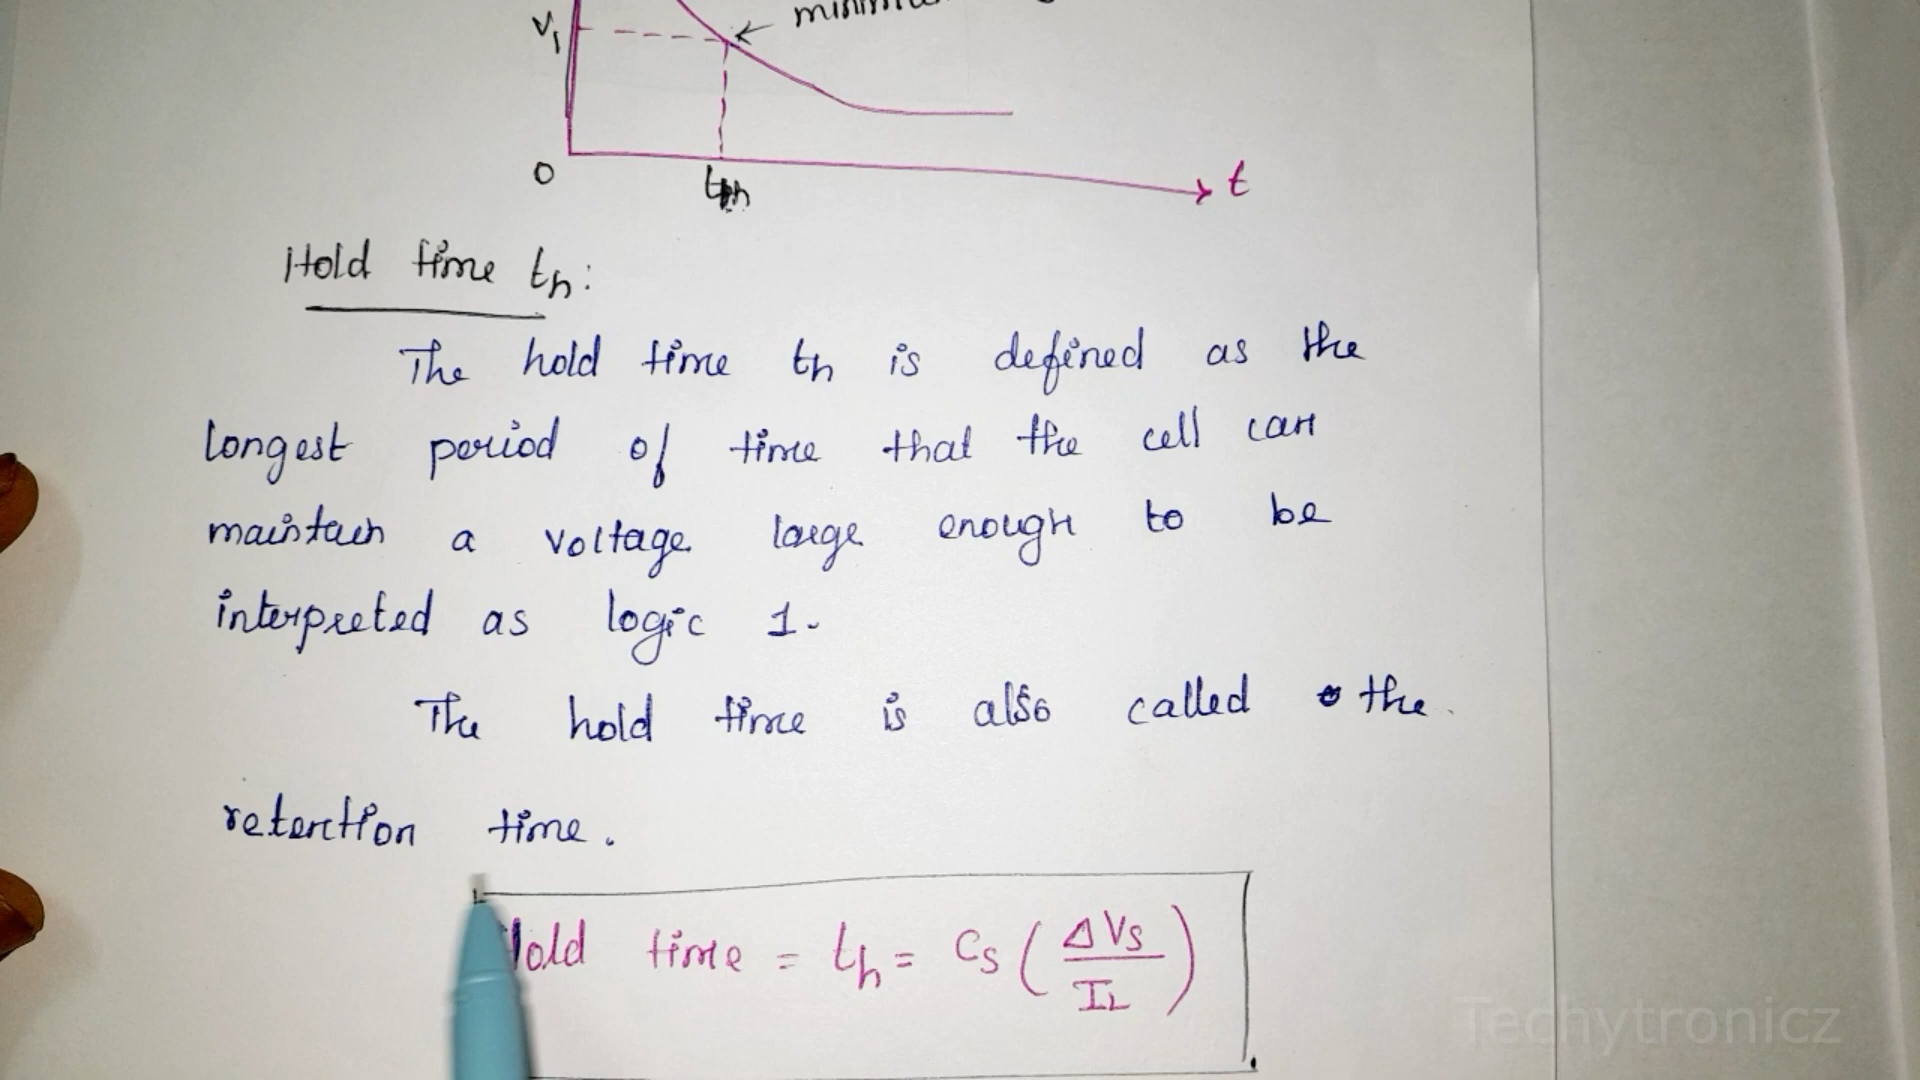 V1
0
th
t
Hold time th:
The hold time th is defined as the
longest period of time that the cell can
maintain a voltage large enough to be
interpreted as logic 1.
The hold time is also called the
retention time.
Hold time = th = Cs (ΔVs / IL)
Techytronicz